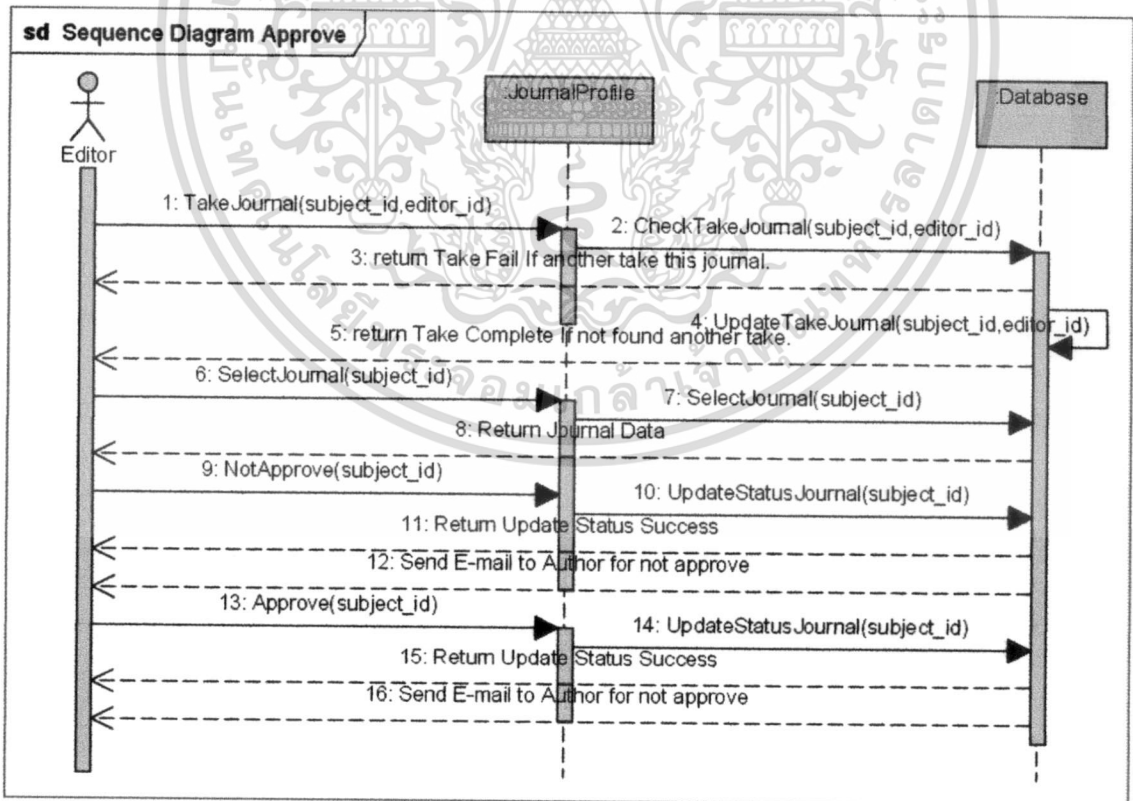 sd Sequence Diagram Approve
Editor
:JournalProfile
:Database
1: TakeJournal(subject_id,editor_id)
2: CheckTakeJournal(subject_id,editor_id)
3: return Take Fail If another take this journal.
4: UpdateTakeJournal(subject_id,editor_id)
5: return Take Complete If not found another take.
6: SelectJournal(subject_id)
7: SelectJournal(subject_id)
8: Return Journal Data
9: NotApprove(subject_id)
10: UpdateStatusJournal(subject_id)
11: Return Update Status Success
12: Send E-mail to Author for not approve
13: Approve(subject_id)
14: UpdateStatusJournal(subject_id)
15: Return Update Status Success
16: Send E-mail to Author for not approve